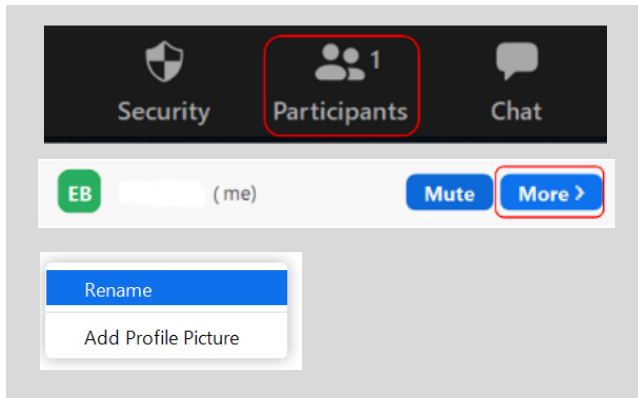 1
Security Participants Chat
EB (me) Mute More >
Rename
Add Profile Picture